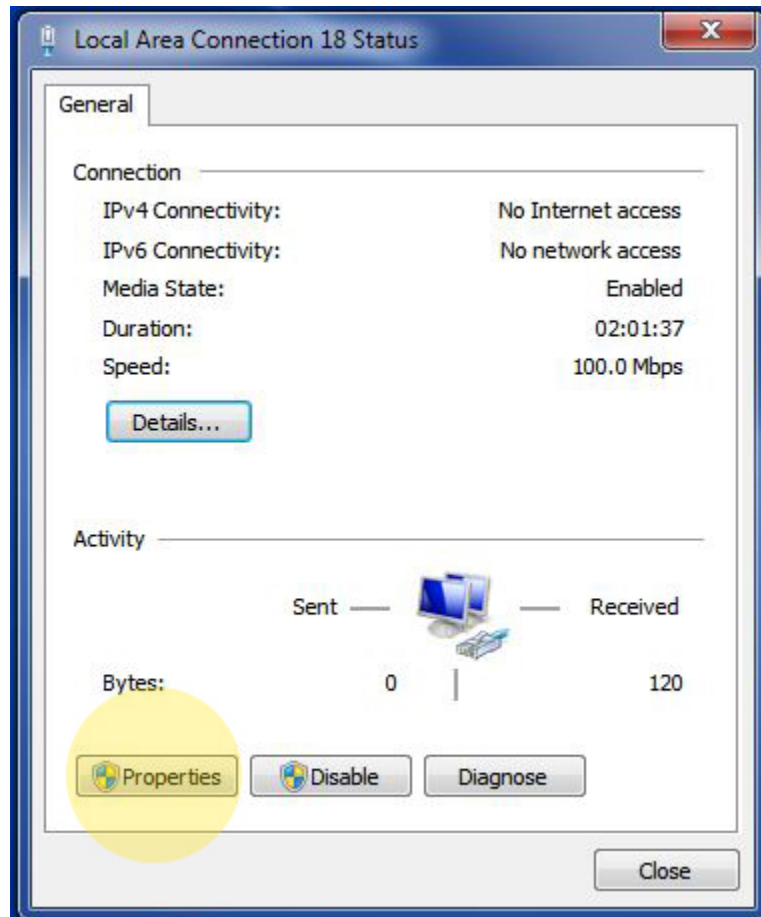 Local Area Connection 18 Status
General
Connection
IPv4 Connectivity: No Internet access
IPv6 Connectivity: No network access
Media State: Enabled
Duration: 02:01:37
Speed: 100.0 Mbps
Details...
Activity
Sent Received
Bytes: 0 120
Properties Disable Diagnose
Close